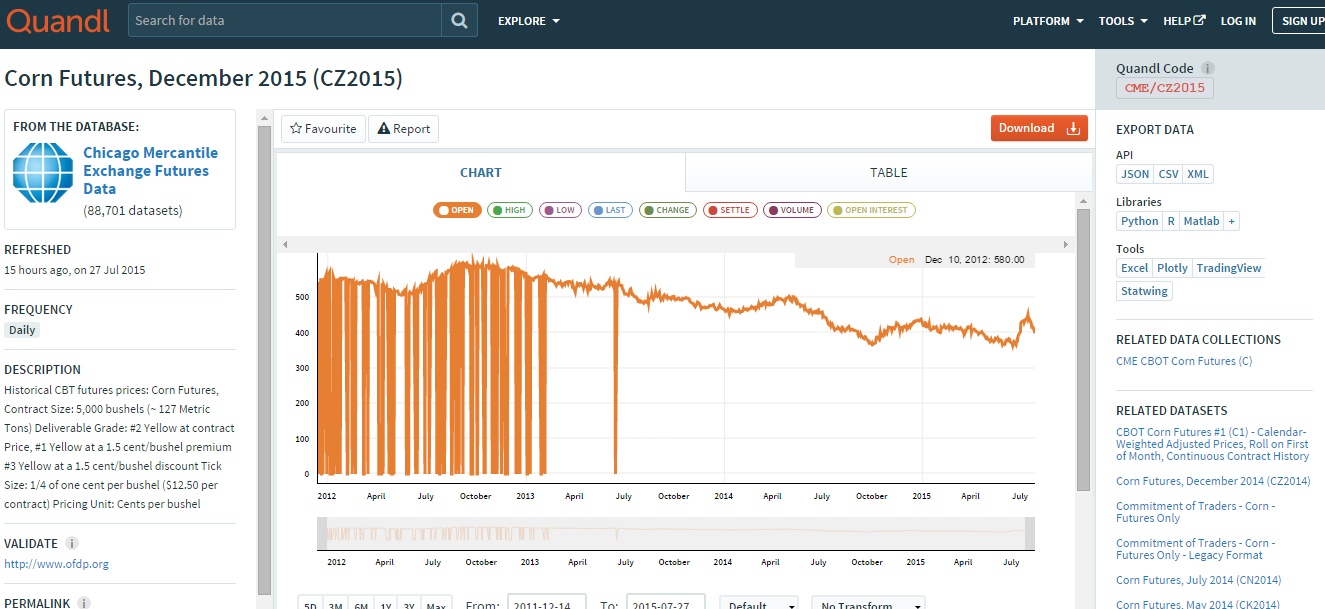 Quandl
Search for data
EXPLORE
PLATFORM TOOLS HELP LOG IN SIGN UP
Corn Futures, December 2015 (CZ2015)
FROM THE DATABASE:
Chicago Mercantile
Exchange Futures
Data
(88,701 datasets)
REFRESHED
15 hours ago, on 27 Jul 2015
FREQUENCY
Daily
DESCRIPTION
Historical CBT futures prices: Corn Futures,
Contract Size: 5,000 bushels (~ 127 Metric
Tons) Deliverable Grade: #2 Yellow at contract
Price, #1 Yellow at a 1.5 cent/bushel premium
#3 Yellow at a 1.5 cent/bushel discount Tick
Size: 1/4 of one cent per bushel ($12.50 per
contract) Pricing Unit: Cents per bushel
VALIDATE i
http://www.ofdp.org
PERMALINK i
Favourite Report
Download
CHART TABLE
OPEN HIGH LOW LAST CHANGE SETTLE VOLUME OPEN INTEREST
Open Dec 10, 2012: 580.00
500
400
300
200
100
0
2012 April July October 2013 April July October 2014 April July October 2015 April July
2012 April July October 2013 April July October 2014 April July October 2015 April July
5D 3M 6M 1Y 3Y Max From: 2011-12-14 To: 2015-07-27 Default No Transform
Quandl Code i
CME/CZ2015
EXPORT DATA
API
JSON CSV XML
Libraries
Python R Matlab +
Tools
Excel Plotly TradingView
Statwing
RELATED DATA COLLECTIONS
CME CBOT Corn Futures (C)
RELATED DATASETS
CBOT Corn Futures #1 (C1) - Calendar-
Weighted Adjusted Prices, Roll on First
of Month, Continuous Contract History
Corn Futures, December 2014 (CZ2014)
Commitment of Traders - Corn -
Futures Only
Commitment of Traders - Corn -
Futures Only - Legacy Format
Corn Futures, July 2014 (CN2014)
Corn Futures, May 2014 (CK2014)